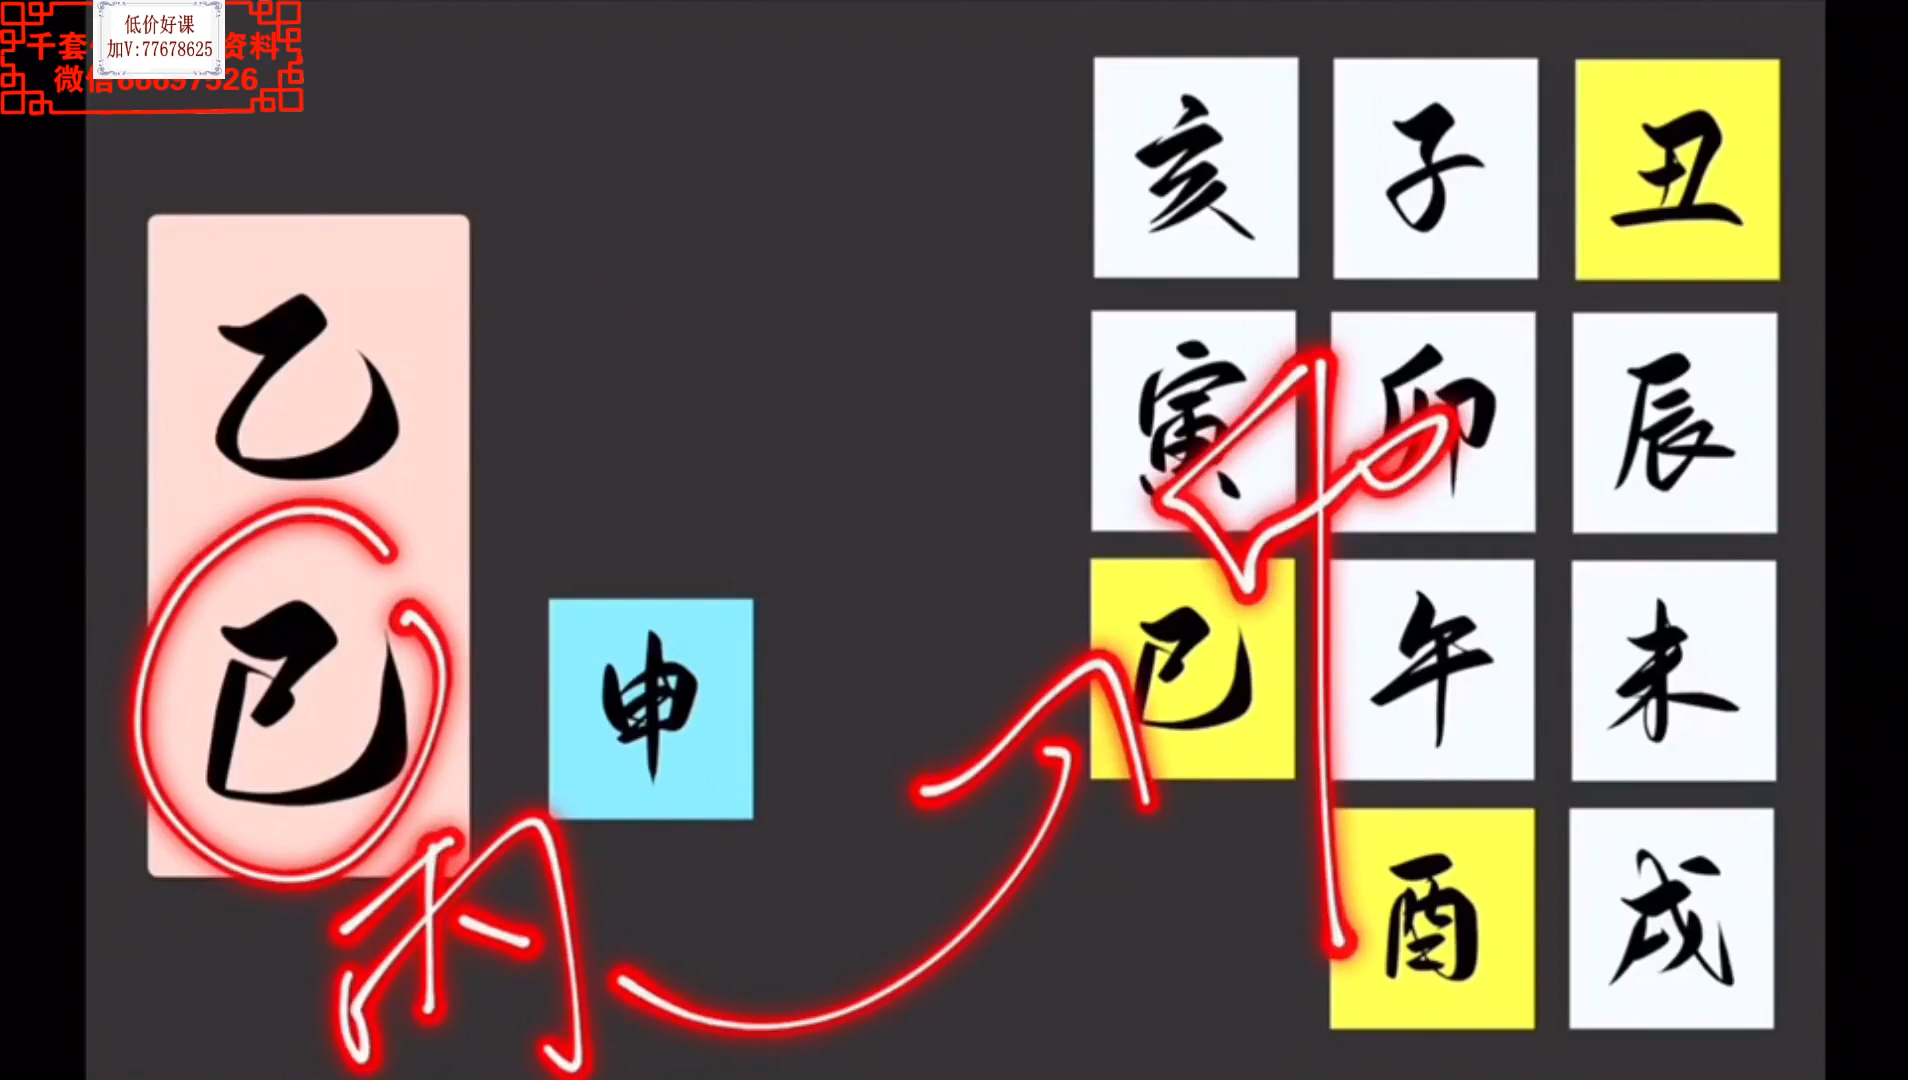 低价好课
加V:77678625
千套 资料
微信
乙
巳
申
亥 子 丑
寅 卯 辰
巳 午 未
酉 戌
丙
冲